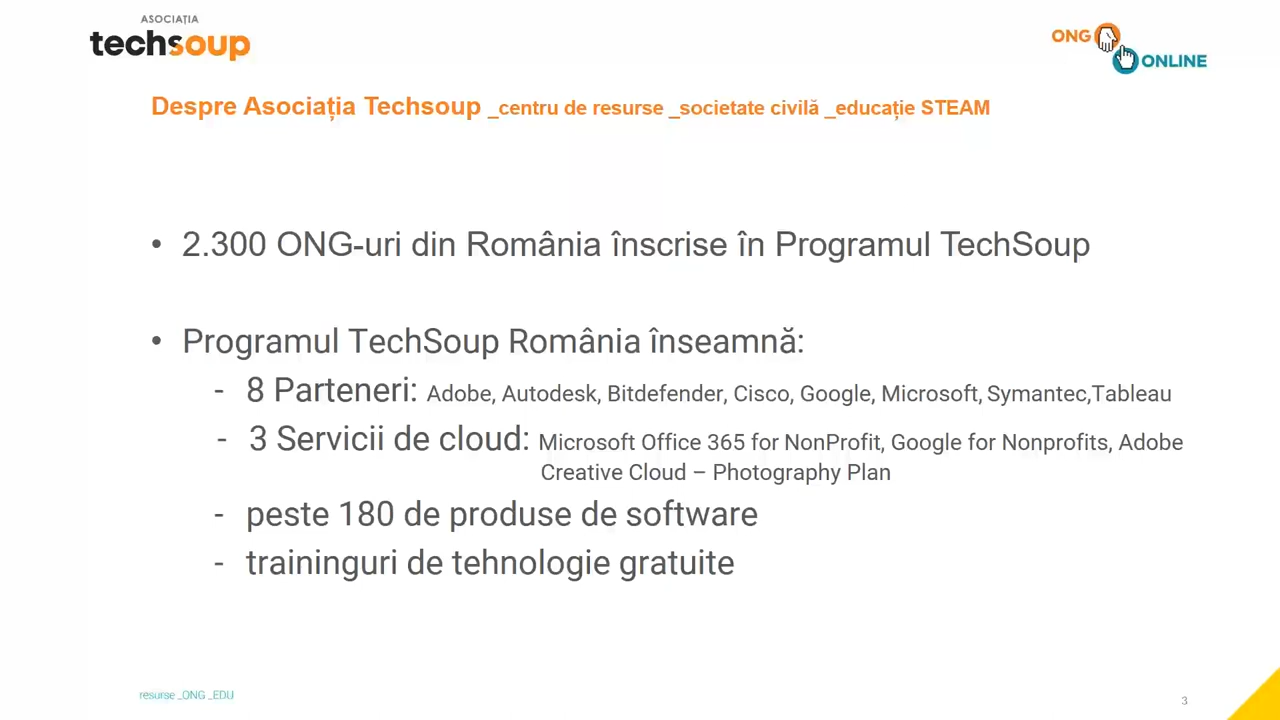 ASOCIAȚIA
techsoup
ONG ONLINE
Despre Asociația Techsoup _centru de resurse _societate civilă _educație STEAM
• 2.300 ONG-uri din România înscrise în Programul TechSoup
• Programul TechSoup România înseamnă:
- 8 Parteneri: Adobe, Autodesk, Bitdefender, Cisco, Google, Microsoft, Symantec,Tableau
- 3 Servicii de cloud: Microsoft Office 365 for NonProfit, Google for Nonprofits, Adobe
Creative Cloud – Photography Plan
- peste 180 de produse de software
- traininguri de tehnologie gratuite
resurse _ONG _EDU
3